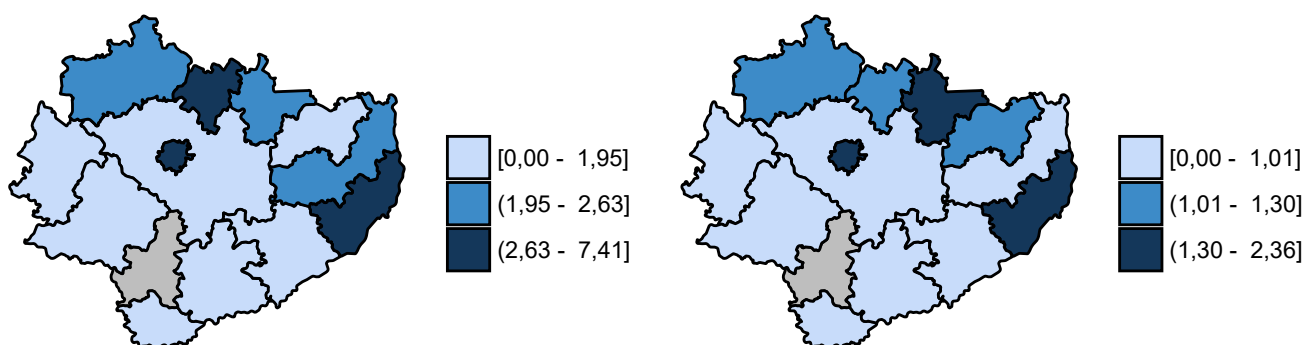 [0,00 - 1,95]
(1,95 - 2,63]
(2,63 - 7,41]
[0,00 - 1,01]
(1,01 - 1,30]
(1,30 - 2,36]